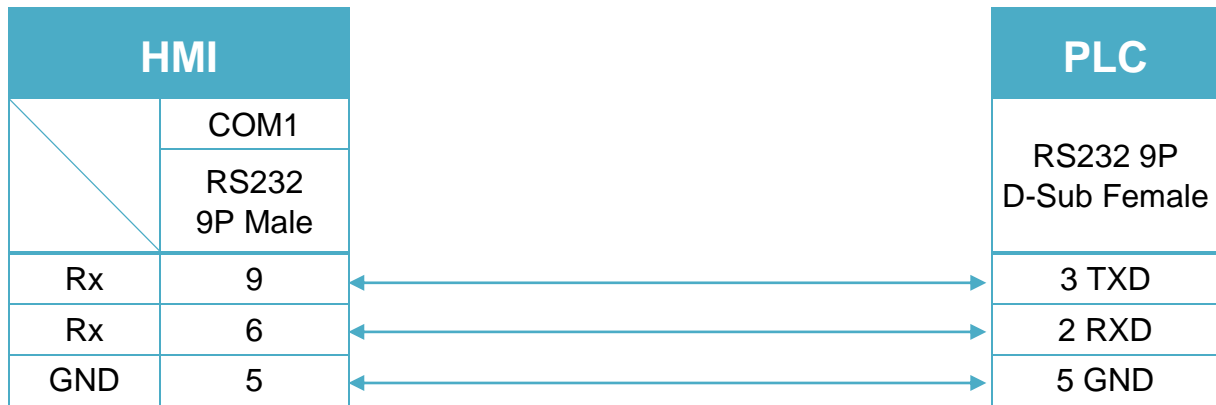 HMI
PLC
COM1
RS232
9P Male
RS232 9P
D-Sub Female
Rx 9 3 TXD
Rx 6 2 RXD
GND 5 5 GND